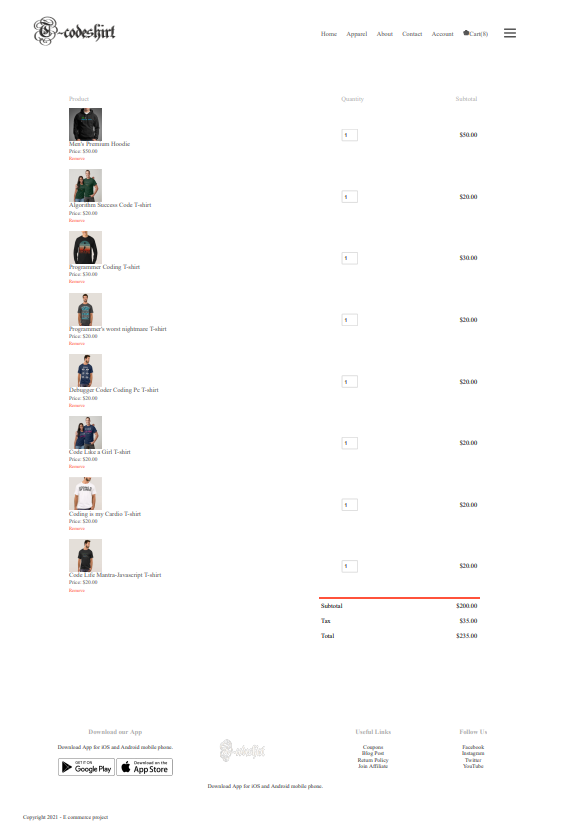 T-codeshirt
Home Apparel About Contact Account Cart(8)
Product Quantity Subtotal
Men's Premium Hoodie
Price: $50.00
Remove
1 $50.00
Algorithm Success Code T-shirt
Price: $20.00
Remove
1 $20.00
Programmer Coding T-shirt
Price: $30.00
Remove
1 $30.00
Programmer's worst nightmare T-shirt
Price: $20.00
Remove
1 $20.00
Debugger Coder Coding Pc T-shirt
Price: $20.00
Remove
1 $20.00
Code Like a Girl T-shirt
Price: $20.00
Remove
1 $20.00
Coding is my Cardio T-shirt
Price: $20.00
Remove
1 $20.00
Code Life Mantra-Javascript T-shirt
Price: $20.00
Remove
1 $20.00
Subtotal $200.00
Tax $35.00
Total $235.00
Download our App
Download App for iOS and Android mobile phone.
GET IT ON
Google Play
Download on the
App Store
T-codeshirt
Download App for iOS and Android mobile phone.
Useful Links
Coupons
Blog Post
Return Policy
Join Affiliate
Follow Us
Facebook
Instagram
Twitter
YouTube
Copyright 2021 - E commerce project